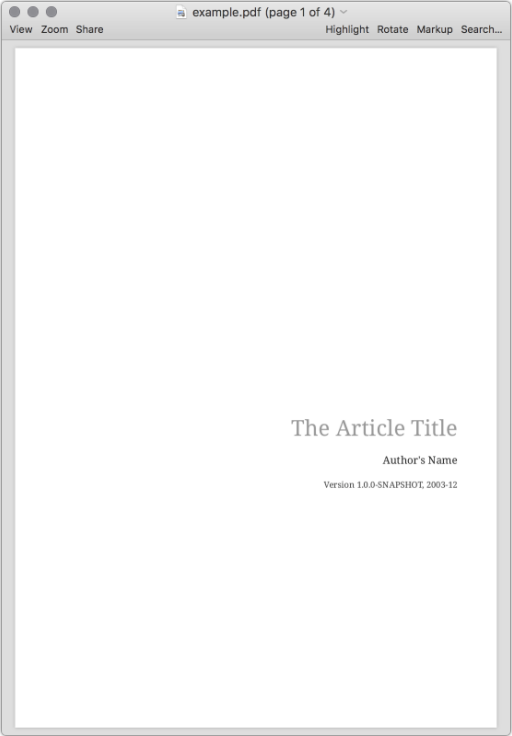 example.pdf (page 1 of 4)
View Zoom Share Highlight Rotate Markup Search...
The Article Title
Author's Name
Version 1.0.0-SNAPSHOT, 2003-12